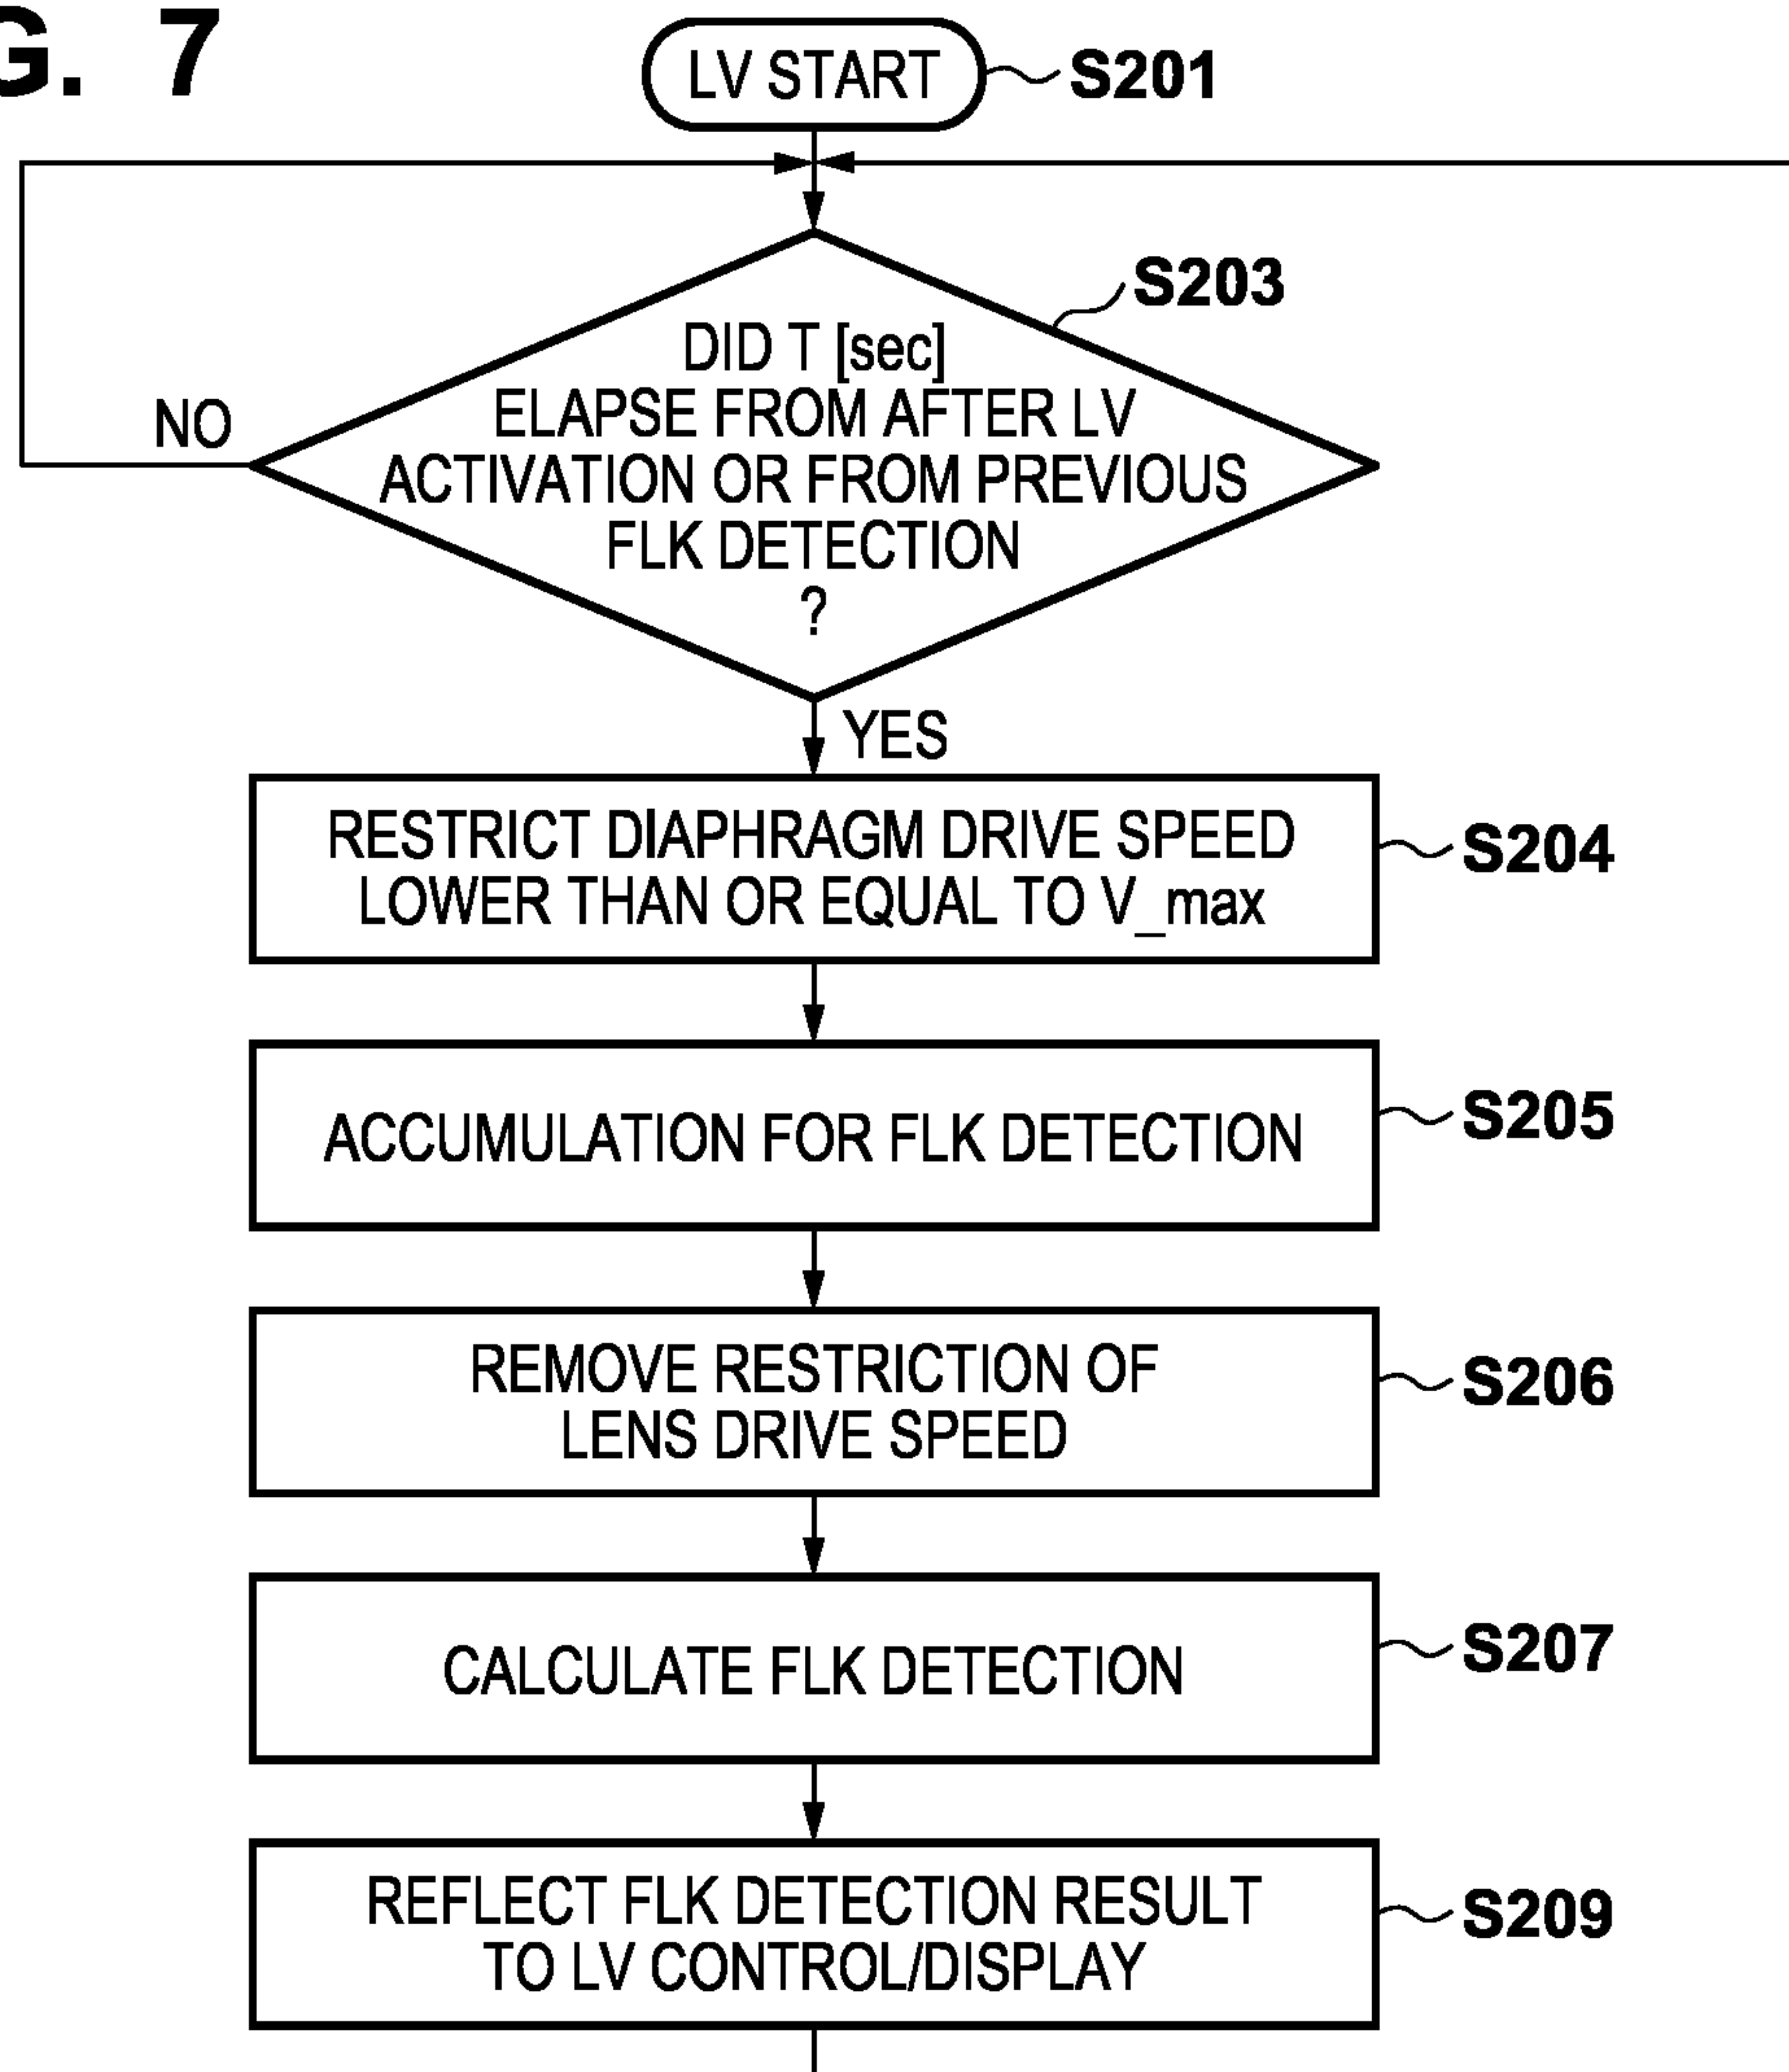 G. 7
LV START
S201
S203
DID T [sec]
ELAPSE FROM AFTER LV
ACTIVATION OR FROM PREVIOUS
FLK DETECTION
?
NO
YES
RESTRICT DIAPHRAGM DRIVE SPEED
LOWER THAN OR EQUAL TO V_max
S204
ACCUMULATION FOR FLK DETECTION
S205
REMOVE RESTRICTION OF
LENS DRIVE SPEED
S206
CALCULATE FLK DETECTION
S207
REFLECT FLK DETECTION RESULT
TO LV CONTROL/DISPLAY
S209